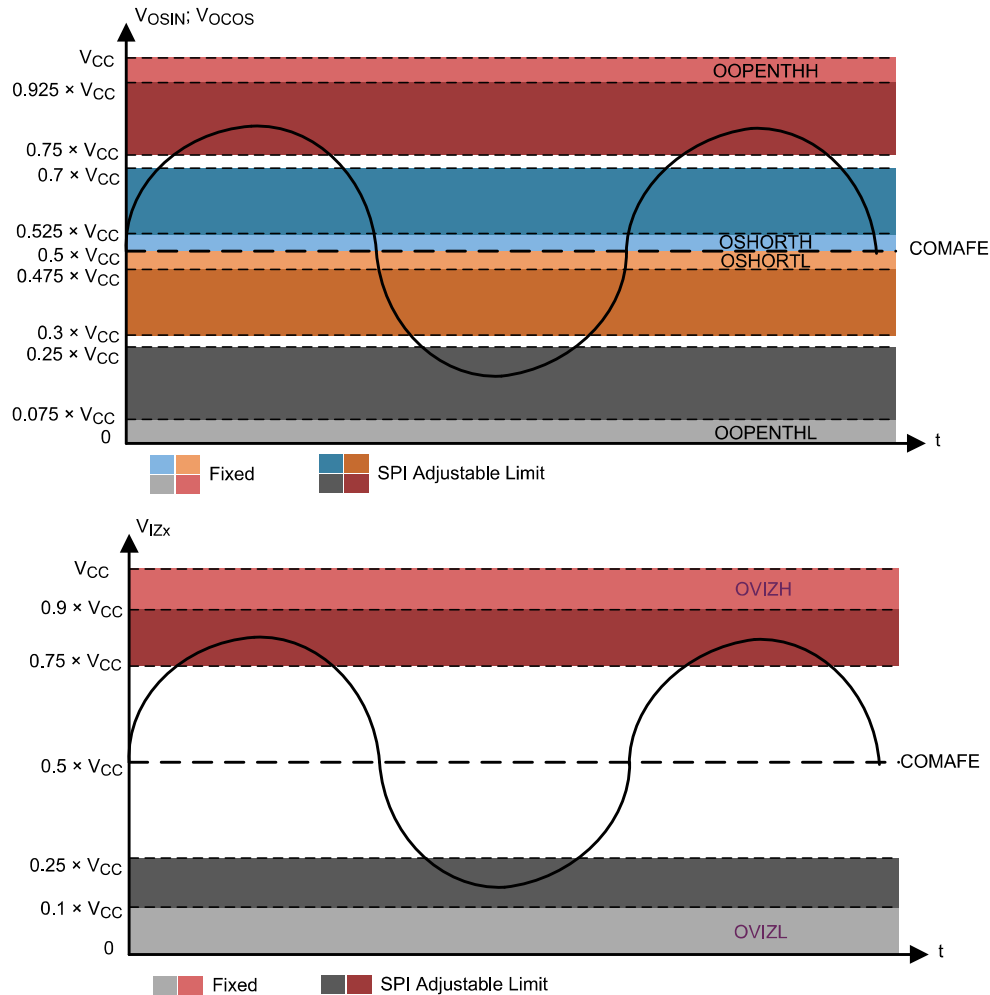 VOSIN; VOCOS
VCC
OOPENTHH
0.925 × VCC
0.75 × VCC
0.7 × VCC
0.525 × VCC
OSHORTH
0.5 × VCC
COMAFE
OSHORTL
0.475 × VCC
0.3 × VCC
0.25 × VCC
0.075 × VCC
OOPENTHL
0
t
Fixed
SPI Adjustable Limit
VIZx
VCC
OVIZH
0.9 × VCC
0.75 × VCC
0.5 × VCC
COMAFE
0.25 × VCC
0.1 × VCC
OVIZL
0
t
Fixed
SPI Adjustable Limit